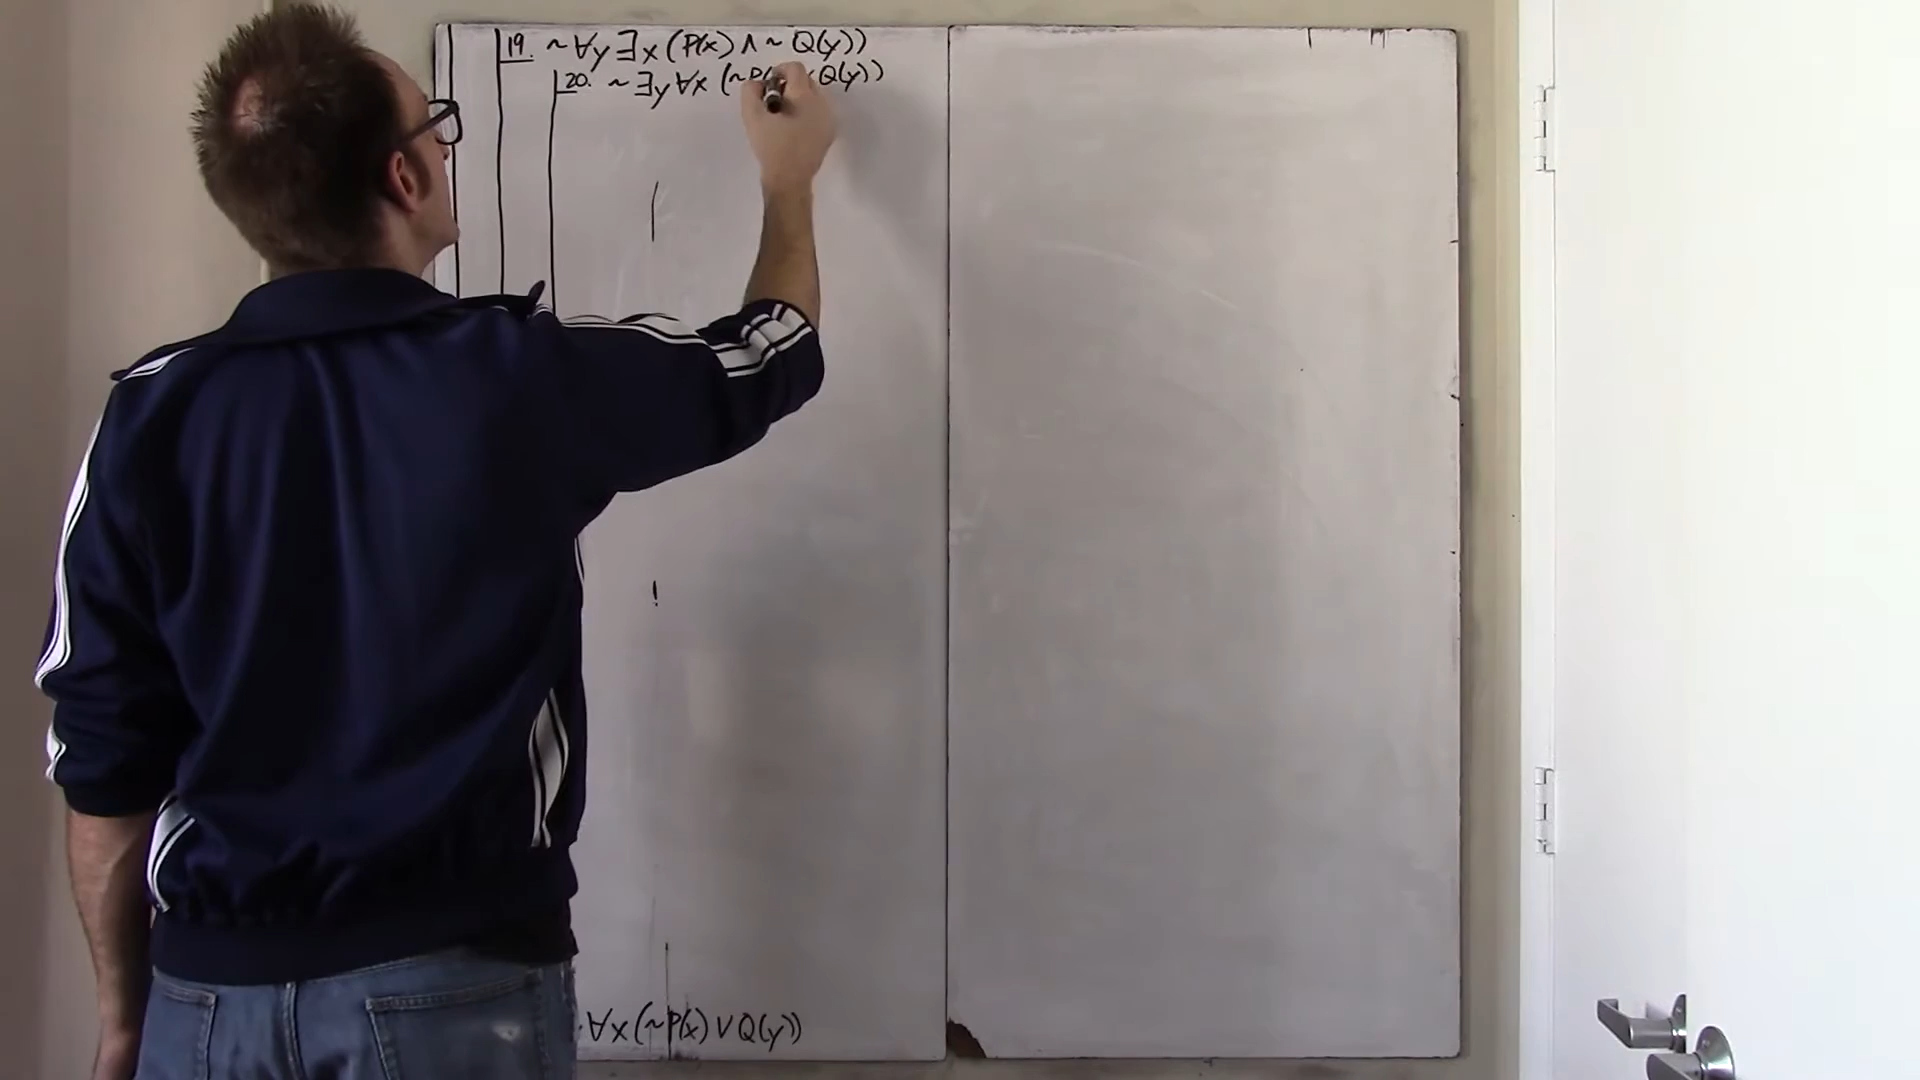 19. ~∀y∃x(P(x)∧~Q(y))
20. ~∃y∀x(~P( Q(y))
∀x(~P(x)∨Q(y))